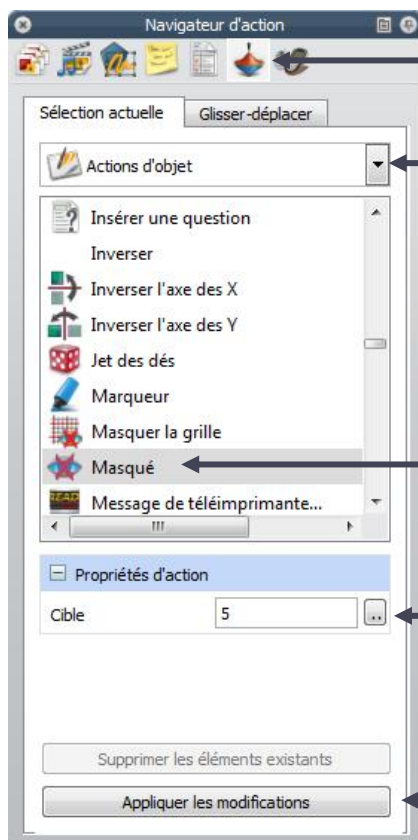 Navigateur d'action
Sélection actuelle
Glisser-déplacer
Actions d'objet
Insérer une question
Inverser
Inverser l'axe des X
Inverser l'axe des Y
Jet des dés
Marqueur
Masquer la grille
Masqué
Message de téléimprimante...
Propriétés d'action
Cible 5 ..
Supprimer les éléments existants
Appliquer les modifications